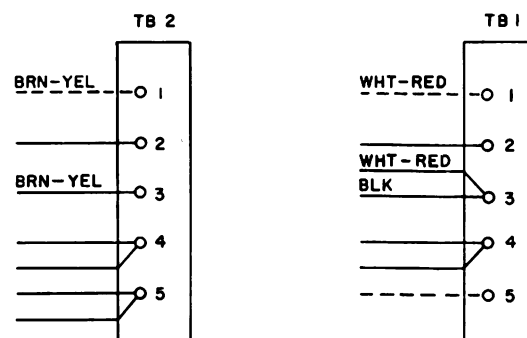 TB 2
BRN-YEL 1
2
BRN-YEL 3
4
5
TB 1
WHT-RED 1
2
WHT-RED
BLK 3
4
5